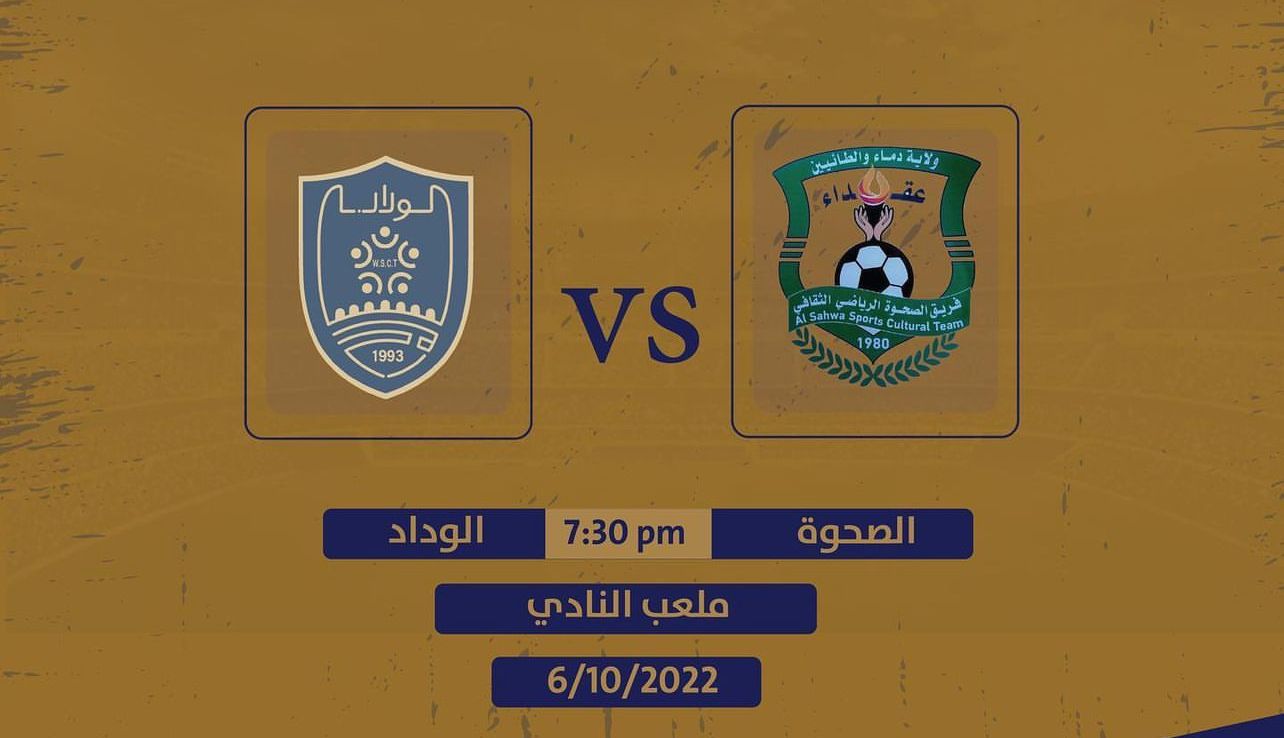 W.S.C.T
1993
VS
ولاية دماء والطائيين
عقداء
فريق الصحوة الرياضي الثقافي
Al Sahwa Sports Cultural Team
1980
الصحوة 7:30 pm الوداد
ملعب النادي
6/10/2022